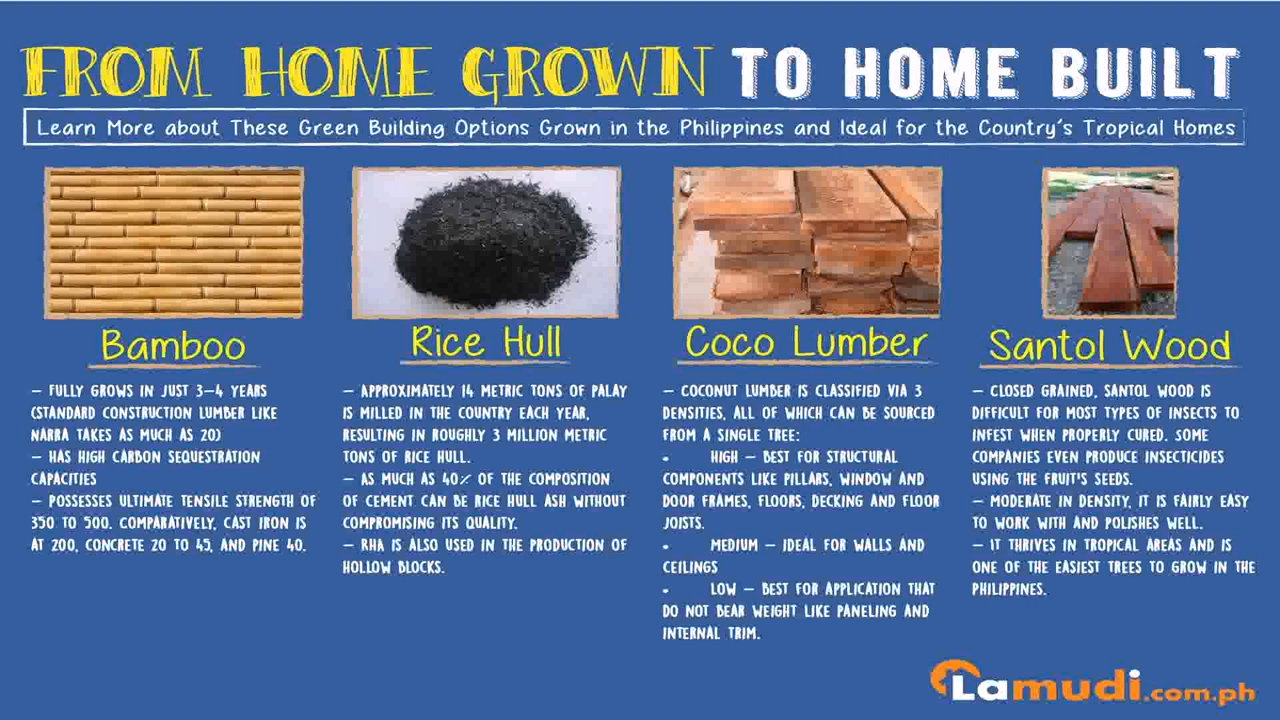 FROM HOME GROWN TO HOME BUILT
Learn More about These Green Building Options Grown in the Philippines and Ideal for the Country's Tropical Homes
Bamboo
– FULLY GROWS IN JUST 3–4 YEARS
(STANDARD CONSTRUCTION LUMBER LIKE
NARRA TAKES AS MUCH AS 20)
– HAS HIGH CARBON SEQUESTRATION
CAPACITIES
– POSSESSES ULTIMATE TENSILE STRENGTH OF
350 TO 500. COMPARATIVELY, CAST IRON IS
AT 200, CONCRETE 20 TO 45, AND PINE 40.
Rice Hull
– APPROXIMATELY 14 METRIC TONS OF PALAY
IS MILLED IN THE COUNTRY EACH YEAR,
RESULTING IN ROUGHLY 3 MILLION METRIC
TONS OF RICE HULL.
– AS MUCH AS 40% OF THE COMPOSITION
OF CEMENT CAN BE RICE HULL ASH WITHOUT
COMPROMISING ITS QUALITY.
– RHA IS ALSO USED IN THE PRODUCTION OF
HOLLOW BLOCKS.
Coco Lumber
– COCONUT LUMBER IS CLASSIFIED VIA 3
DENSITIES, ALL OF WHICH CAN BE SOURCED
FROM A SINGLE TREE:
• HIGH – BEST FOR STRUCTURAL
COMPONENTS LIKE PILLARS, WINDOW AND
DOOR FRAMES, FLOORS, DECKING AND FLOOR
JOISTS.
• MEDIUM – IDEAL FOR WALLS AND
CEILINGS
• LOW – BEST FOR APPLICATION THAT
DO NOT BEAR WEIGHT LIKE PANELING AND
INTERNAL TRIM.
Santol Wood
– CLOSED GRAINED, SANTOL WOOD IS
DIFFICULT FOR MOST TYPES OF INSECTS TO
INFEST WHEN PROPERLY CURED. SOME
COMPANIES EVEN PRODUCE INSECTICIDES
USING THE FRUIT'S SEEDS.
– MODERATE IN DENSITY, IT IS FAIRLY EASY
TO WORK WITH AND POLISHES WELL.
– IT THRIVES IN TROPICAL AREAS AND IS
ONE OF THE EASIEST TREES TO GROW IN THE
PHILIPPINES.
Lamudi.com.ph